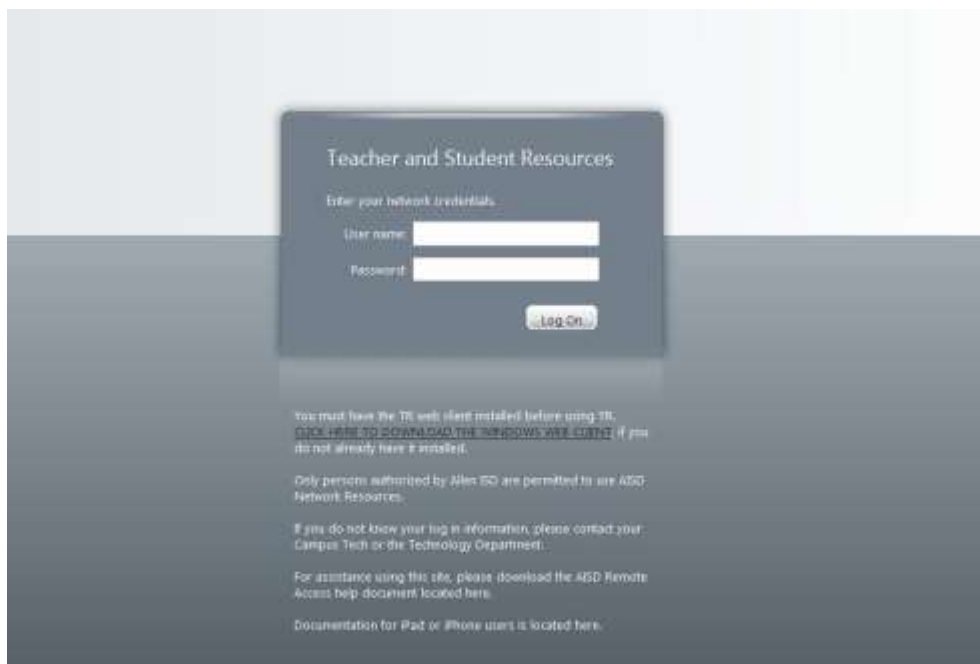 Teacher and Student Resources
Enter your network credentials.
User name:
Password:
Log On
You must have the TR web client installed before using TR.
CLICK HERE TO DOWNLOAD THE WINDOWS WEB CLIENT if you
do not already have it installed.
Only persons authorized by Allen ISD are permitted to use AISD
Network Resources.
If you do not know your log in information, please contact your
Campus Tech or the Technology Department.
For assistance using this site, please download the AISD Remote
Access help document located here.
Documentation for iPad or iPhone users is located here.